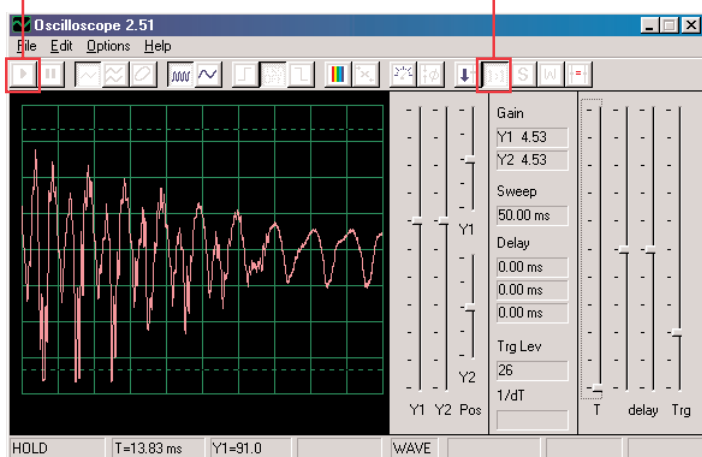 Oscilloscope 2.51
File Edit Options Help
1:1 S W
Gain
Y1 4.53
Y2 4.53
Sweep
50.00 ms
Delay
0.00 ms
0.00 ms
0.00 ms
Trg Lev
26
1/dT
Y1
Y2
Y1 Y2 Pos
T delay Trg
HOLD T=13.83 ms Y1=91.0 WAVE